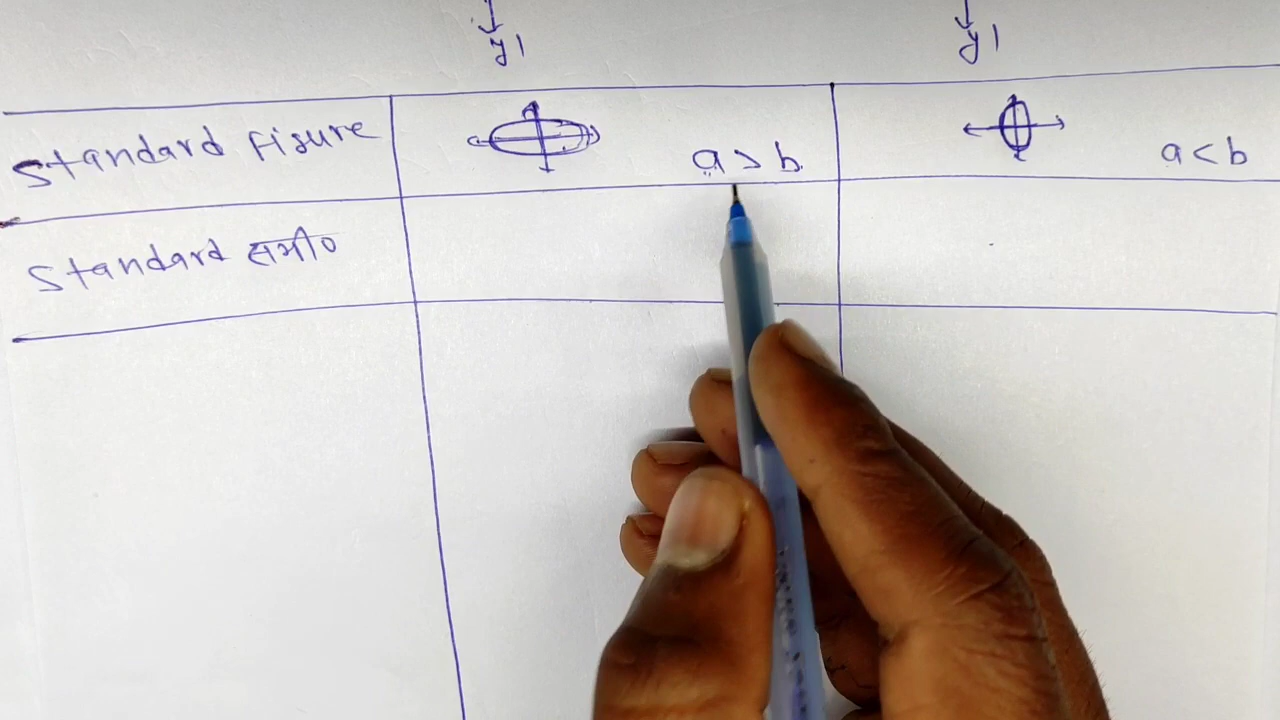 y1 y1
Standard Figure a > b a < b
Standard समी०